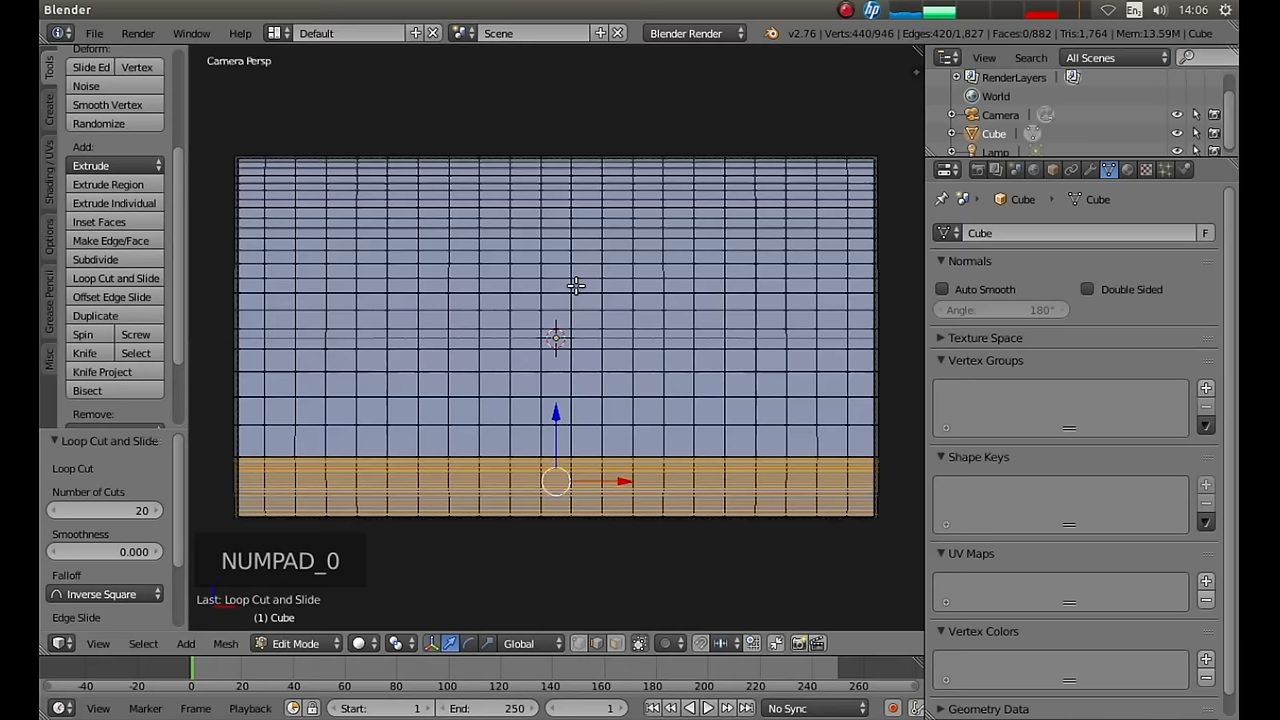 Blender
En2
14:06
File
Render
Window
Help
Default
Scene
Blender Render
v2.76 | Verts:440/946 | Edges:420/1,827 | Faces:0/882 | Tris:1,764 | Mem:13.59M | Cube
Tools
Create
Shading / UVs
Options
Grease Pencil
Misc
Deform:
Slide Ed
Vertex
Noise
Smooth Vertex
Randomize
Add:
Extrude
Extrude Region
Extrude Individual
Inset Faces
Make Edge/Face
Subdivide
Loop Cut and Slide
Offset Edge Slide
Duplicate
Spin
Screw
Knife
Select
Knife Project
Bisect
Remove:
Loop Cut and Slide
Loop Cut
Number of Cuts
20
Smoothness
0.000
Falloff
Inverse Square
Edge Slide
Camera Persp
NUMPAD_0
Last: Loop Cut and Slide
(1) Cube
View
Select
Add
Mesh
Edit Mode
Global
-40
-20
0
20
40
60
80
100
120
140
160
180
200
220
240
260
View
Marker
Frame
Playback
Start:
1
End:
250
1
No Sync
View
Search
All Scenes
RenderLayers
World
Camera
Cube
Lamp
Cube
Cube
Cube
F
Normals
Auto Smooth
Double Sided
Angle:
180°
Texture Space
Vertex Groups
Shape Keys
UV Maps
Vertex Colors
Geometry Data